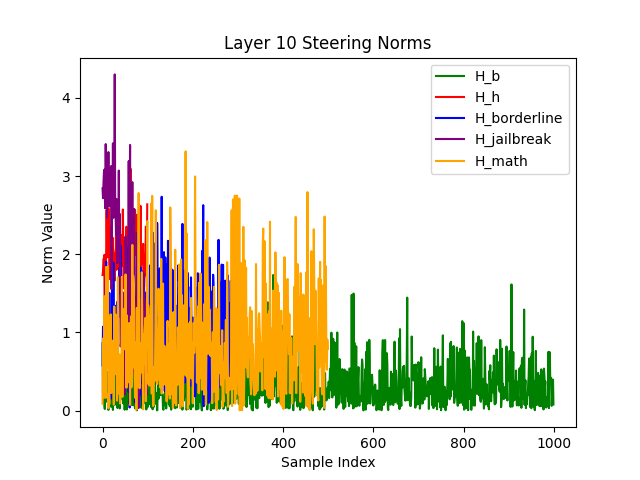 Layer 10 Steering Norms
H_b
H_h
H_borderline
H_jailbreak
H_math
Norm Value
4
3
2
1
0
0 200 400 600 800 1000
Sample Index